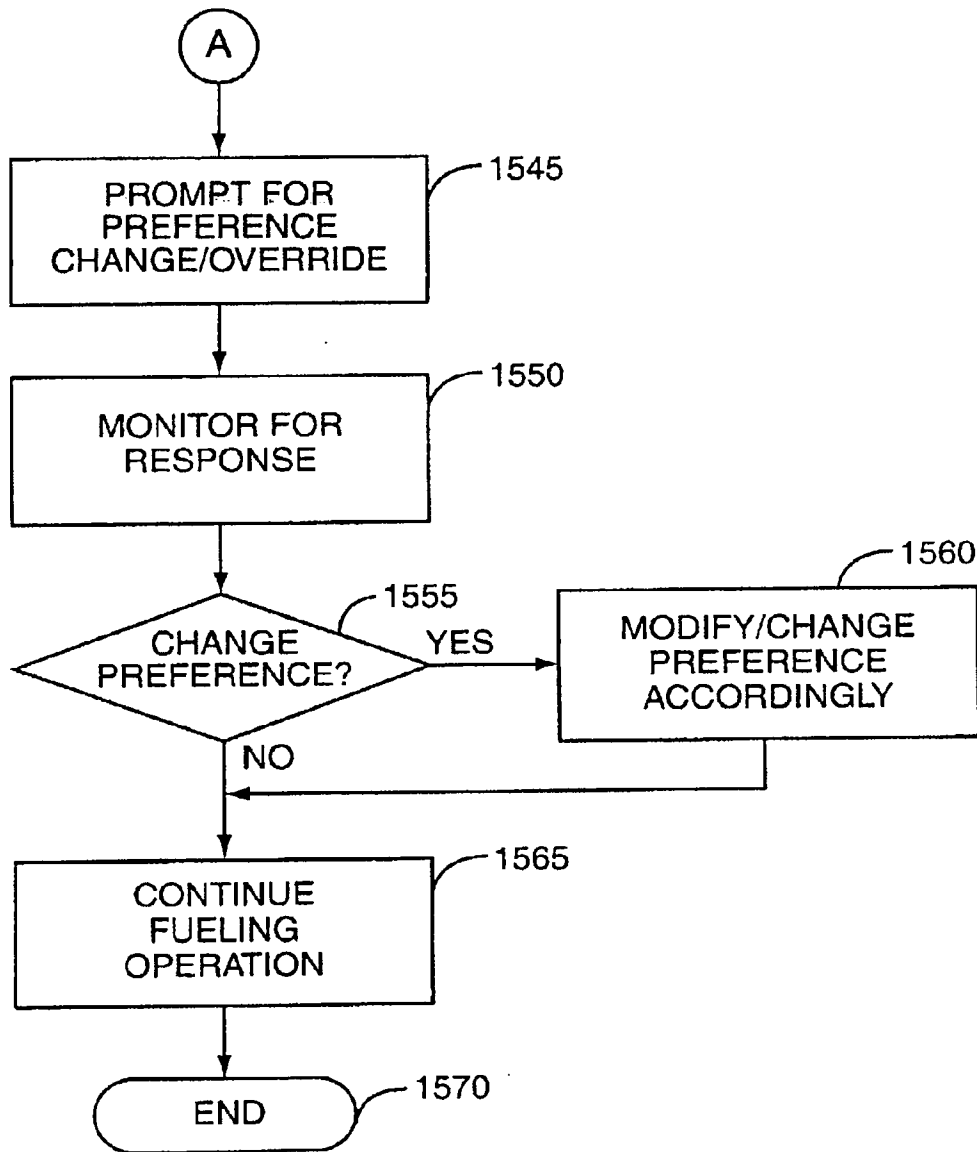 A
1545
PROMPT FOR
PREFERENCE
CHANGE/OVERRIDE
1550
MONITOR FOR
RESPONSE
1555
CHANGE
PREFERENCE?
YES
1560
MODIFY/CHANGE
PREFERENCE
ACCORDINGLY
NO
1565
CONTINUE
FUELING
OPERATION
1570
END